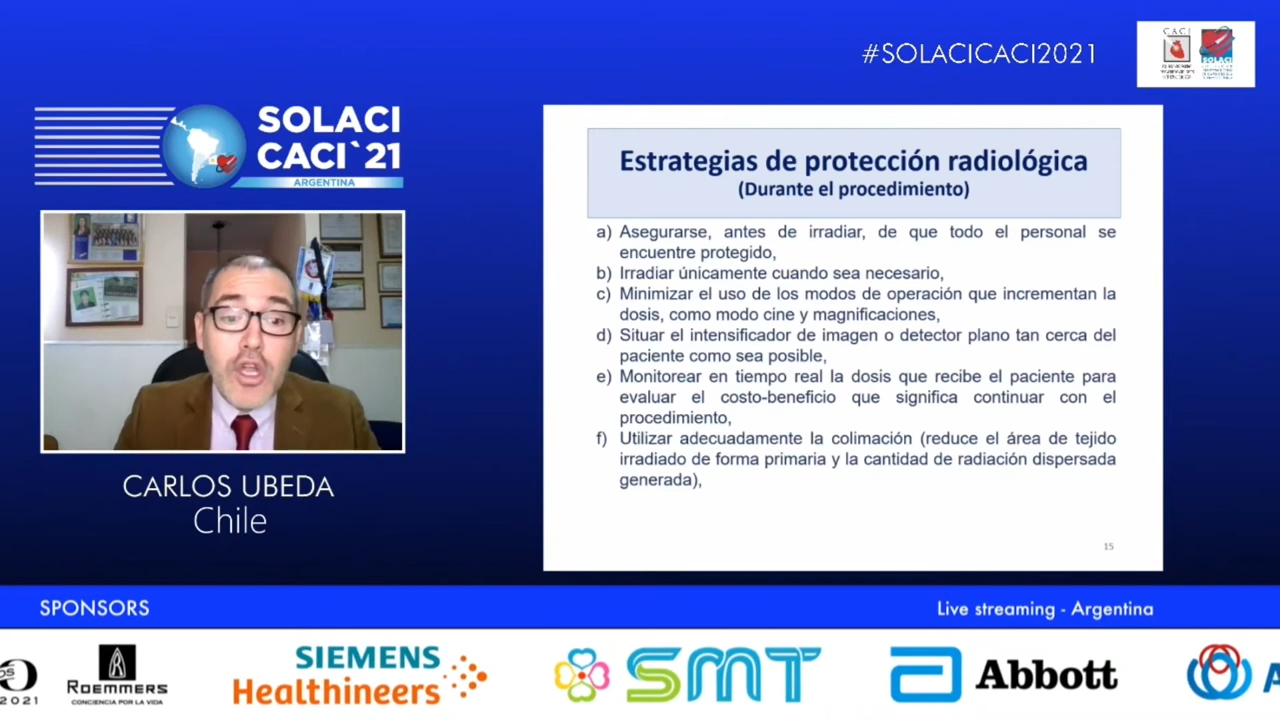 #SOLACICACI2021
CACI
SOLACI
SOLACI
CACI`21
ARGENTINA
Estrategias de protección radiológica
(Durante el procedimiento)
a) Asegurarse, antes de irradiar, de que todo el personal se
encuentre protegido,
b) Irradiar únicamente cuando sea necesario,
c) Minimizar el uso de los modos de operación que incrementan la
dosis, como modo cine y magnificaciones,
d) Situar el intensificador de imagen o detector plano tan cerca del
paciente como sea posible,
e) Monitorear en tiempo real la dosis que recibe el paciente para
evaluar el costo-beneficio que significa continuar con el
procedimiento,
f) Utilizar adecuadamente la colimación (reduce el área de tejido
irradiado de forma primaria y la cantidad de radiación dispersada
generada),
15
CARLOS UBEDA
Chile
SPONSORS
Live streaming - Argentina
2021
ROEMMERS
CONCIENCIA POR LA VIDA
SIEMENS
Healthineers
SMT
Abbott